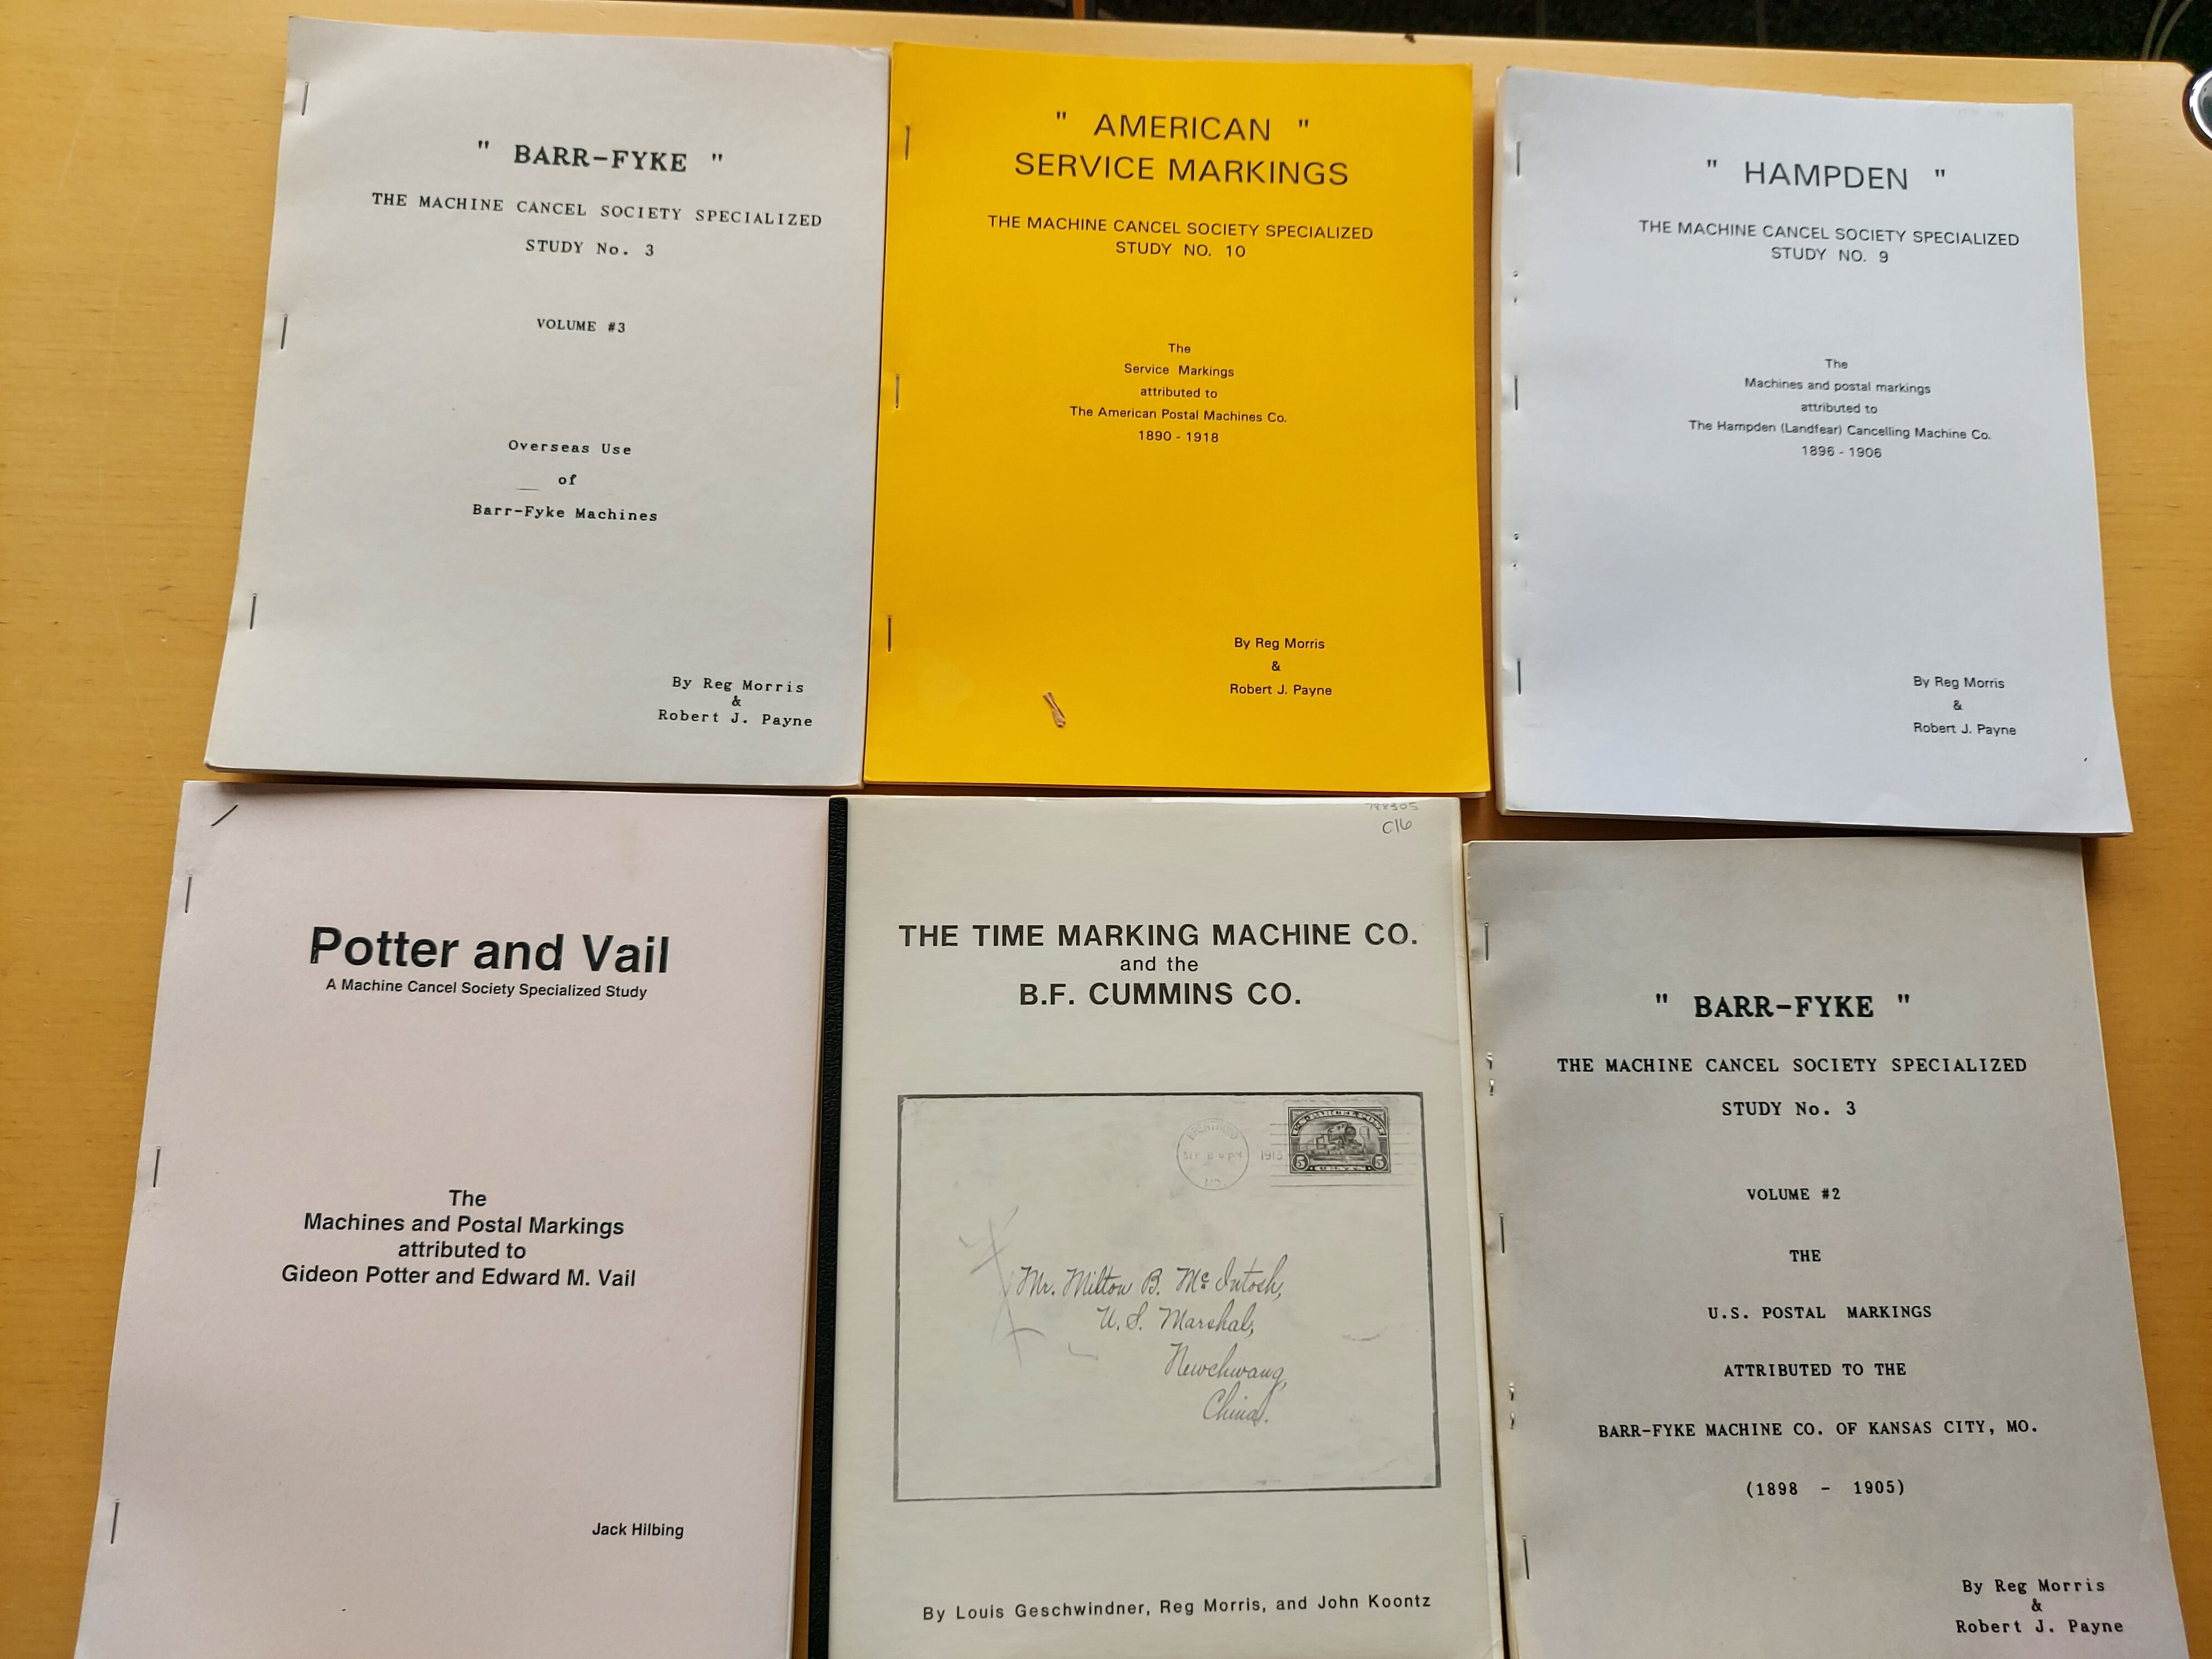 " BARR-FYKE "
THE MACHINE CANCEL SOCIETY SPECIALIZED
STUDY No. 3
VOLUME #3
Overseas Use
of
Barr-Fyke Machines
By Reg Morris
&
Robert J. Payne
" AMERICAN "
SERVICE MARKINGS
THE MACHINE CANCEL SOCIETY SPECIALIZED
STUDY NO. 10
The
Service Markings
attributed to
The American Postal Machines Co.
1890 - 1918
By Reg Morris
&
Robert J. Payne
" HAMPDEN "
THE MACHINE CANCEL SOCIETY SPECIALIZED
STUDY NO. 9
The
Machines and postal markings
attributed to
The Hampden (Landfear) Cancelling Machine Co.
1896 - 1906
By Reg Morris
&
Robert J. Payne
Potter and Vail
A Machine Cancel Society Specialized Study
The
Machines and Postal Markings
attributed to
Gideon Potter and Edward M. Vail
Jack Hilbing
C16
THE TIME MARKING MACHINE CO.
and the
B.F. CUMMINS CO.
1913
U.S. PARCEL POST
5 CENTS 5
Mr. Milton B. McIntosh,
U. S. Marshal,
Newchwang,
China.
By Louis Geschwindner, Reg Morris, and John Koontz
" BARR-FYKE "
THE MACHINE CANCEL SOCIETY SPECIALIZED
STUDY No. 3
VOLUME #2
THE
U.S. POSTAL MARKINGS
ATTRIBUTED TO THE
BARR-FYKE MACHINE CO. OF KANSAS CITY, MO.
(1898 - 1905)
By Reg Morris
&
Robert J. Payne